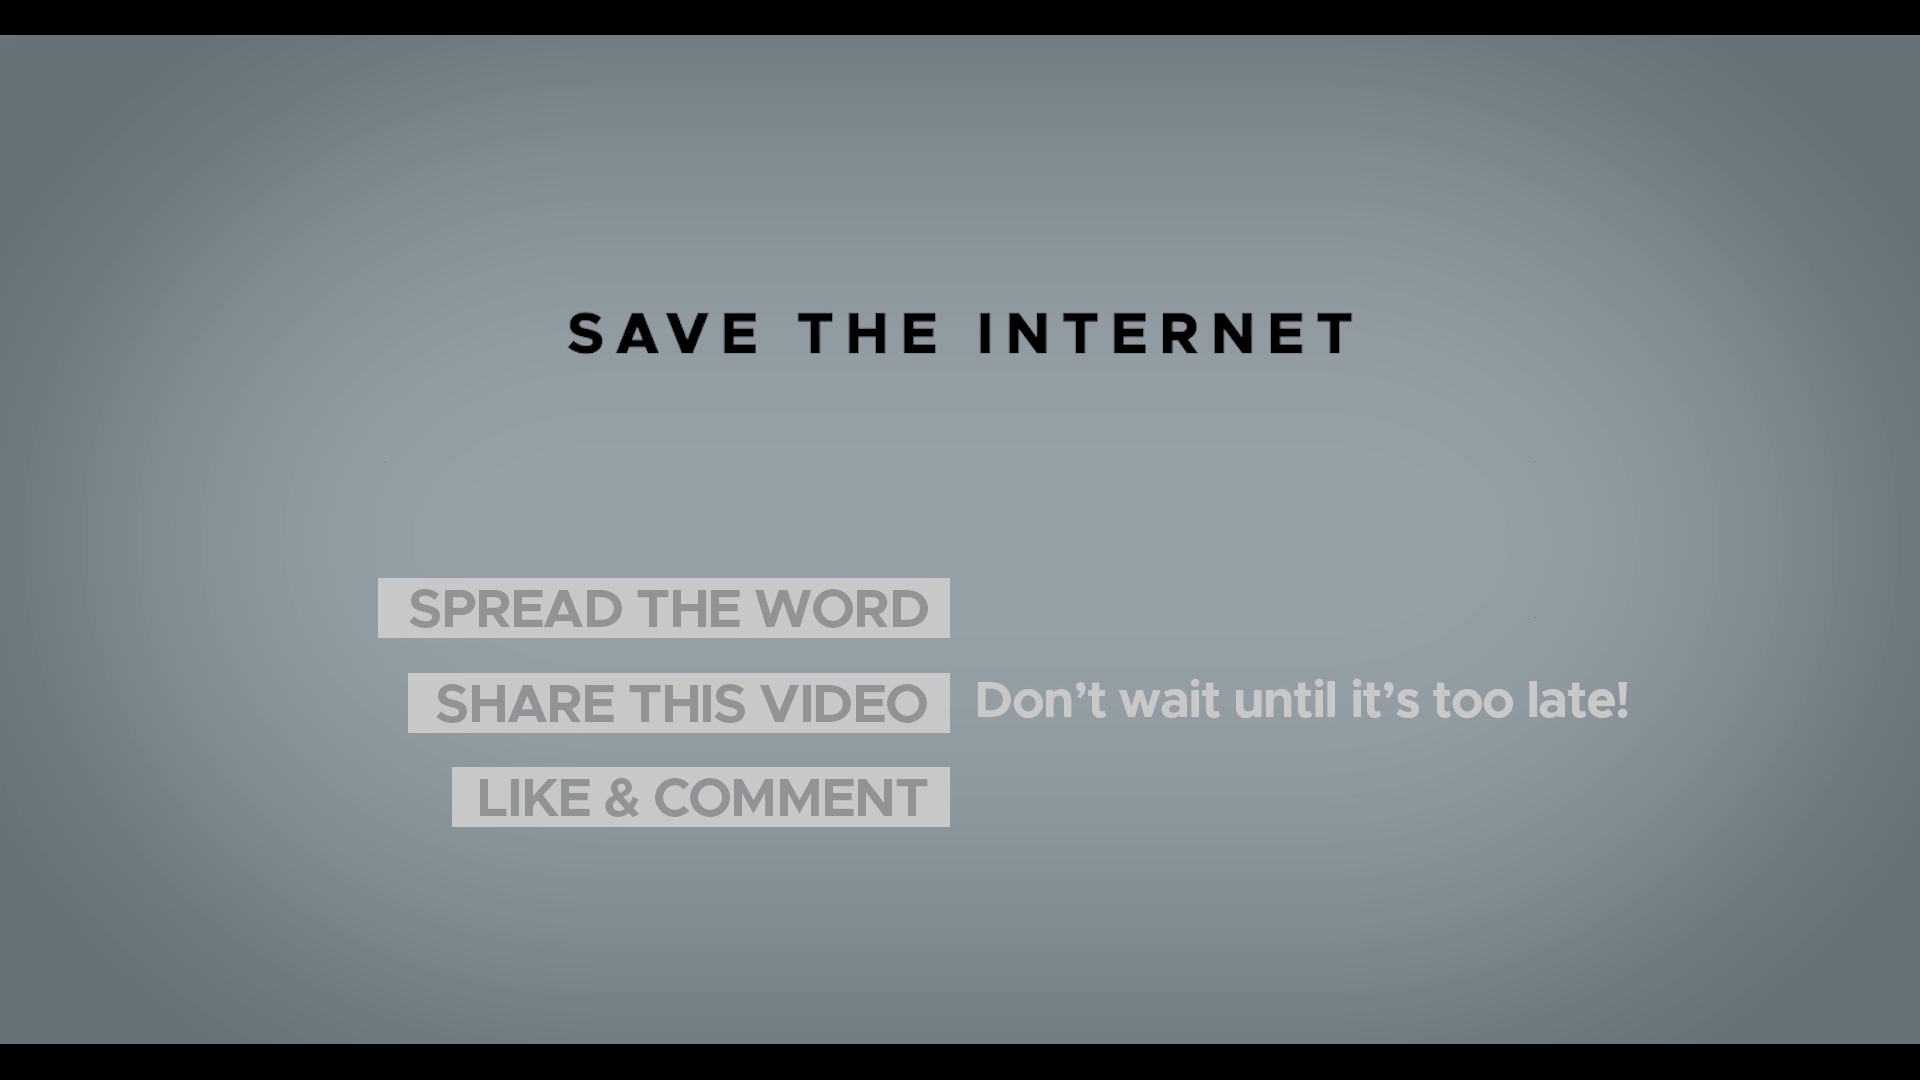 SAVE THE INTERNET
SPREAD THE WORD
SHARE THIS VIDEO
Don’t wait until it’s too late!
LIKE & COMMENT